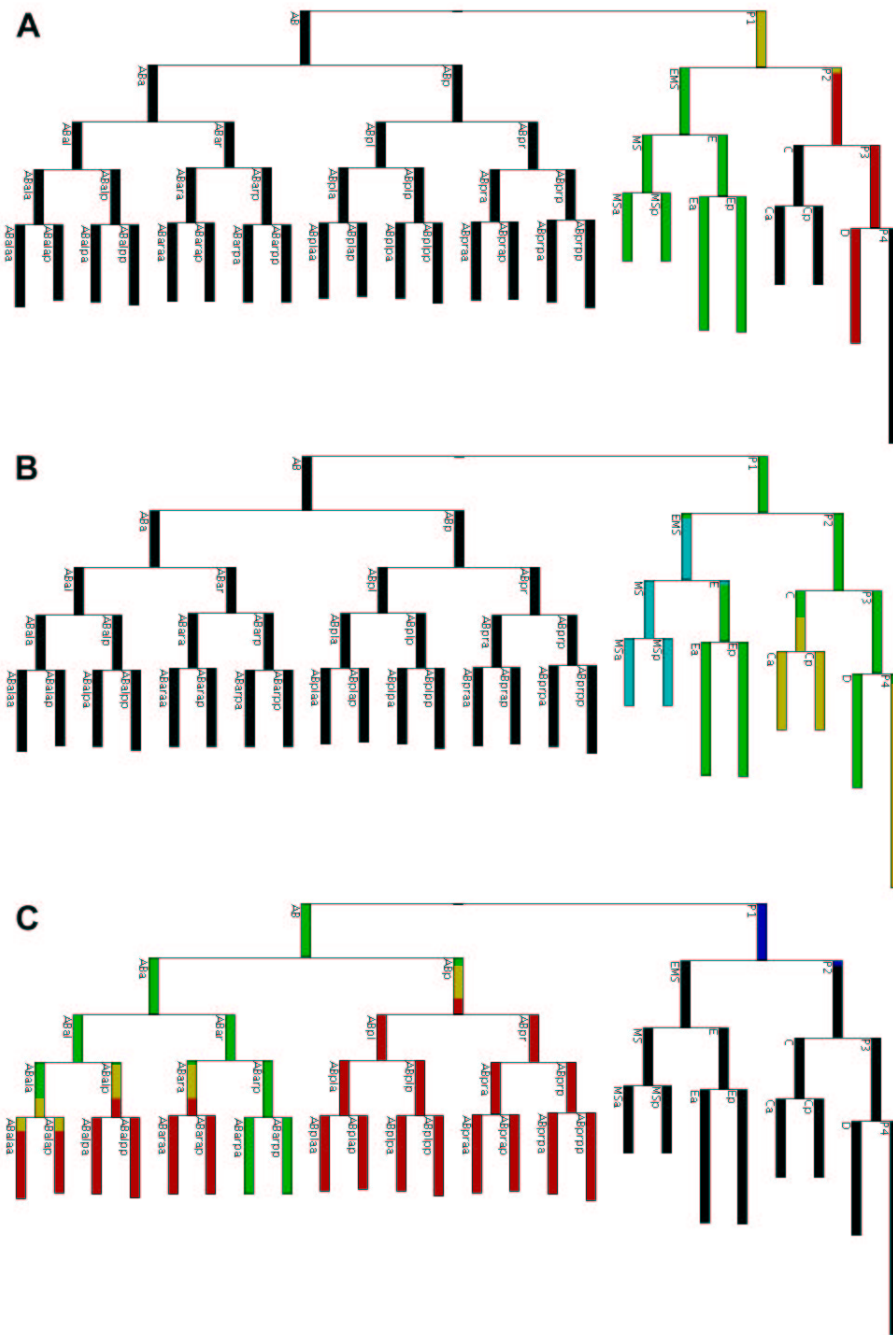 A
AB P1
ABa ABp EMS P2
ABal ABar ABpl ABpr MS E C P3
ABala ABalp ABara ABarp ABpla ABplp ABpra ABprp MSa MSp Ea Ep Ca Cp D P4
ABalaa ABalap ABalpa ABalpp ABaraa ABarap ABarpa ABarpp ABplaa ABplap ABplpa ABplpp ABpraa ABprap ABprpa ABprpp
B
AB P1
ABa ABp EMS P2
ABal ABar ABpl ABpr MS E C P3
ABala ABalp ABara ABarp ABpla ABplp ABpra ABprp MSa MSp Ea Ep Ca Cp D P4
ABalaa ABalap ABalpa ABalpp ABaraa ABarap ABarpa ABarpp ABplaa ABplap ABplpa ABplpp ABpraa ABprap ABprpa ABprpp
C
AB P1
ABa ABp EMS P2
ABal ABar ABpl ABpr MS E C P3
ABala ABalp ABara ABarp ABpla ABplp ABpra ABprp MSa MSp Ea Ep Ca Cp D P4
ABalaa ABalap ABalpa ABalpp ABaraa ABarap ABarpa ABarpp ABplaa ABplap ABplpa ABplpp ABpraa ABprap ABprpa ABprpp